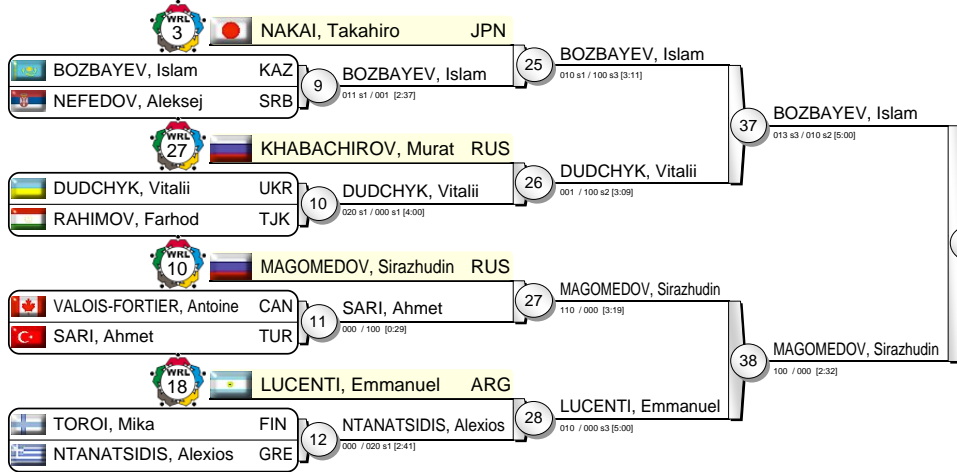 WRL
3
NAKAI, Takahiro JPN
BOZBAYEV, Islam KAZ
NEFEDOV, Aleksej SRB
9
BOZBAYEV, Islam
011 s1 / 001 [2:37]
25
BOZBAYEV, Islam
010 s1 / 100 s3 [3:11]
WRL
27
KHABACHIROV, Murat RUS
DUDCHYK, Vitalii UKR
RAHIMOV, Farhod TJK
10
DUDCHYK, Vitalii
020 s1 / 000 s1 [4:00]
26
DUDCHYK, Vitalii
001 / 100 s2 [3:09]
37
BOZBAYEV, Islam
013 s3 / 010 s2 [5:00]
WRL
10
MAGOMEDOV, Sirazhudin RUS
VALOIS-FORTIER, Antoine CAN
SARI, Ahmet TUR
11
SARI, Ahmet
000 / 100 [0:29]
27
MAGOMEDOV, Sirazhudin
110 / 000 [3:19]
WRL
18
LUCENTI, Emmanuel ARG
TOROI, Mika FIN
NTANATSIDIS, Alexios GRE
12
NTANATSIDIS, Alexios
000 / 020 s1 [2:41]
28
LUCENTI, Emmanuel
010 / 000 s3 [5:00]
38
MAGOMEDOV, Sirazhudin
100 / 000 [2:32]